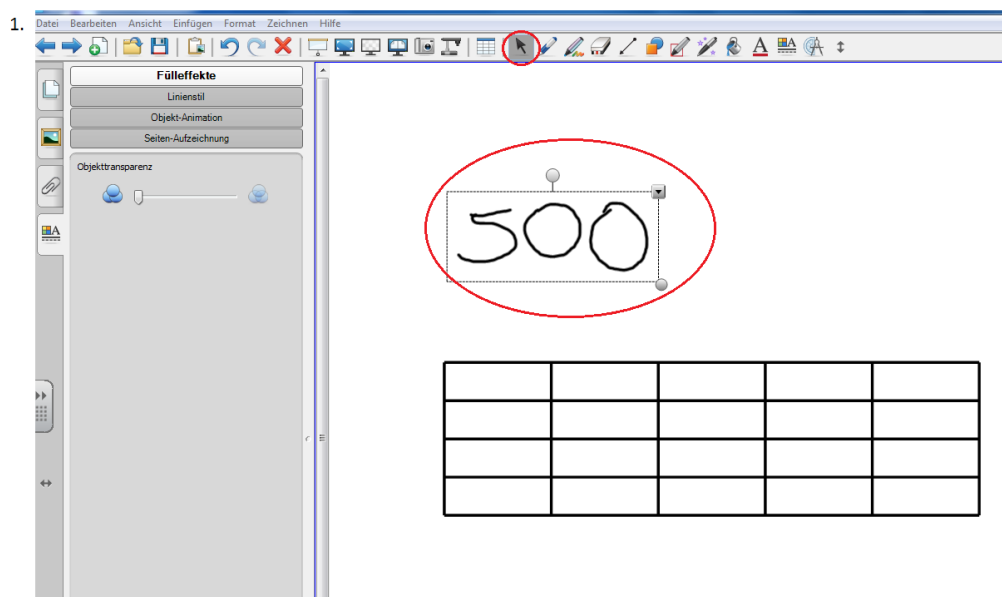 1.
Datei Bearbeiten Ansicht Einfügen Format Zeichnen Hilfe
Fülleffekte
Linienstil
Objekt-Animation
Seiten-Aufzeichnung
Objekttransparenz
500